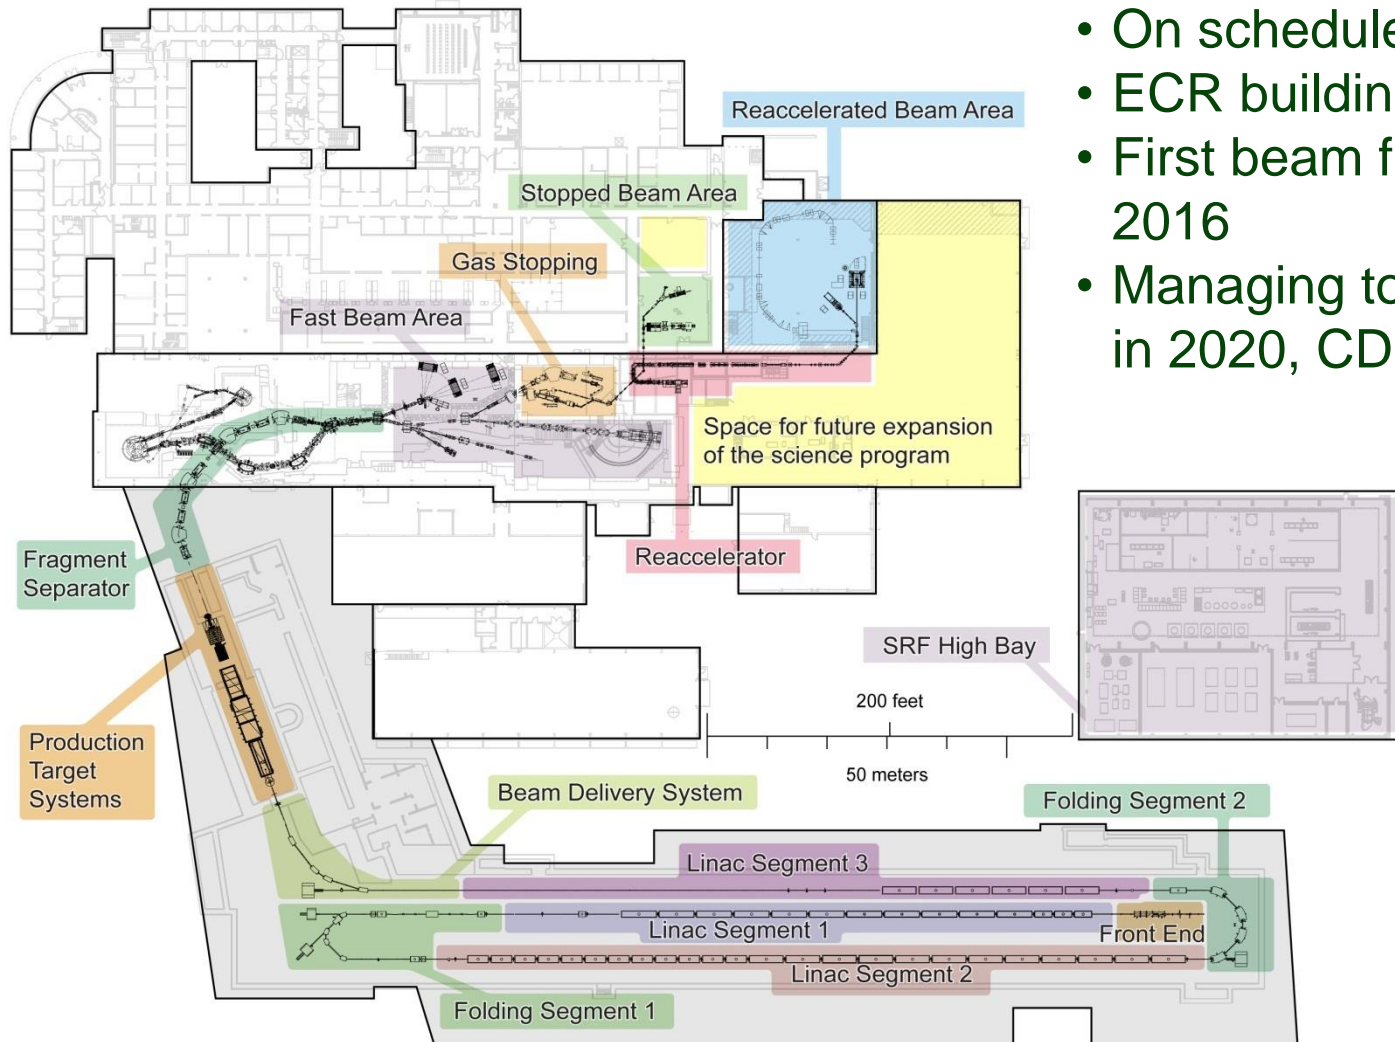 • On schedule
• ECR buildin
• First beam f
2016
• Managing to
in 2020, CD
Reaccelerated Beam Area
Stopped Beam Area
Gas Stopping
Fast Beam Area
Space for future expansion
of the science program
Fragment
Separator
Reaccelerator
SRF High Bay
200 feet
50 meters
Production
Target
Systems
Beam Delivery System
Folding Segment 2
Linac Segment 3
Linac Segment 1
Front End
Linac Segment 2
Folding Segment 1